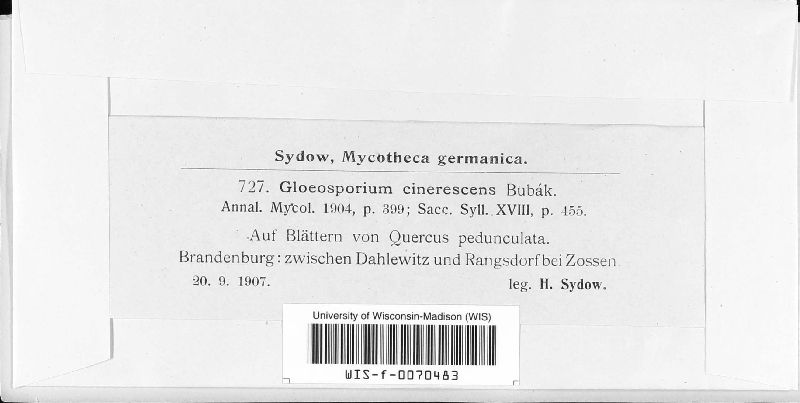 Sydow, Mycotheca germanica.
727. Gloeosporium cinerescens Bubák.
Annal. Mycol. 1904, p. 399; Sacc. Syll. XVIII, p. 455.
Auf Blättern von Quercus pedunculata.
Brandenburg: zwischen Dahlewitz und Rangsdorf bei Zossen
20. 9. 1907. leg. H. Sydow.
University of Wisconsin-Madison (WIS)
WIS-f-0070483